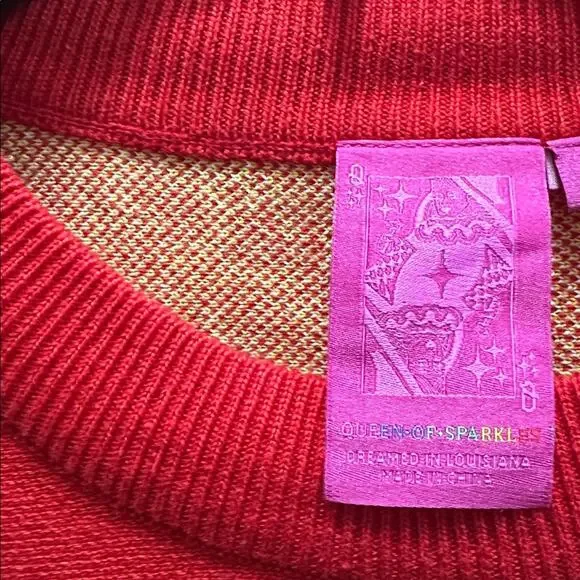 Q
QUEEN•OF•SPARKLES
DREAMED IN LOUISIANA
MADE IN CHINA
Q